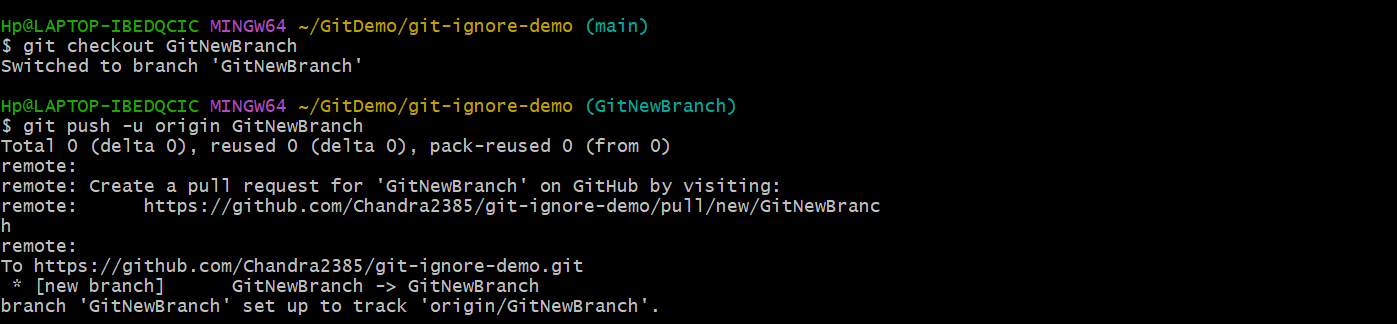 Hp@LAPTOP-IBEDQCIC MINGW64 ~/GitDemo/git-ignore-demo (main)
$ git checkout GitNewBranch
Switched to branch 'GitNewBranch'
Hp@LAPTOP-IBEDQCIC MINGW64 ~/GitDemo/git-ignore-demo (GitNewBranch)
$ git push -u origin GitNewBranch
Total 0 (delta 0), reused 0 (delta 0), pack-reused 0 (from 0)
remote:
remote: Create a pull request for 'GitNewBranch' on GitHub by visiting:
remote:      https://github.com/Chandra2385/git-ignore-demo/pull/new/GitNewBranc
h
remote:
To https://github.com/Chandra2385/git-ignore-demo.git
 * [new branch]      GitNewBranch -> GitNewBranch
branch 'GitNewBranch' set up to track 'origin/GitNewBranch'.